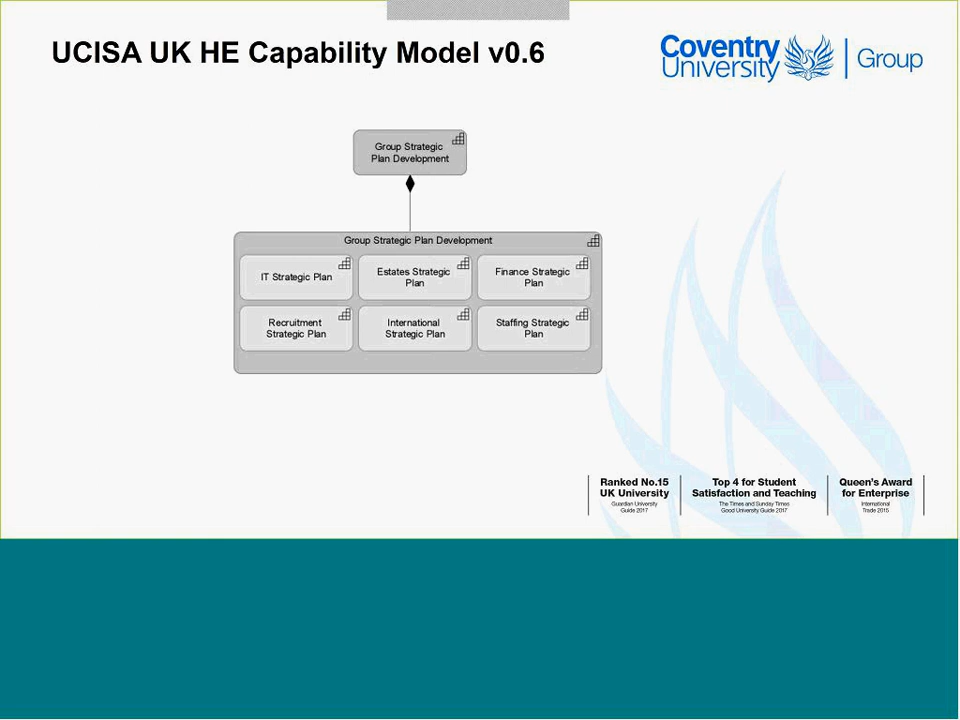 UCISA UK HE Capability Model v0.6
Coventry
University
Group
Group Strategic
Plan Development
Group Strategic Plan Development
IT Strategic Plan
Estates Strategic
Plan
Finance Strategic
Plan
Recruitment
Strategic Plan
International
Strategic Plan
Staffing Strategic
Plan
Ranked No.15
UK University
Guardian University
Guide 2017
Top 4 for Student
Satisfaction and Teaching
The Times and Sunday Times
Good University Guide 2017
Queen's Award
for Enterprise
International
Trade 2015